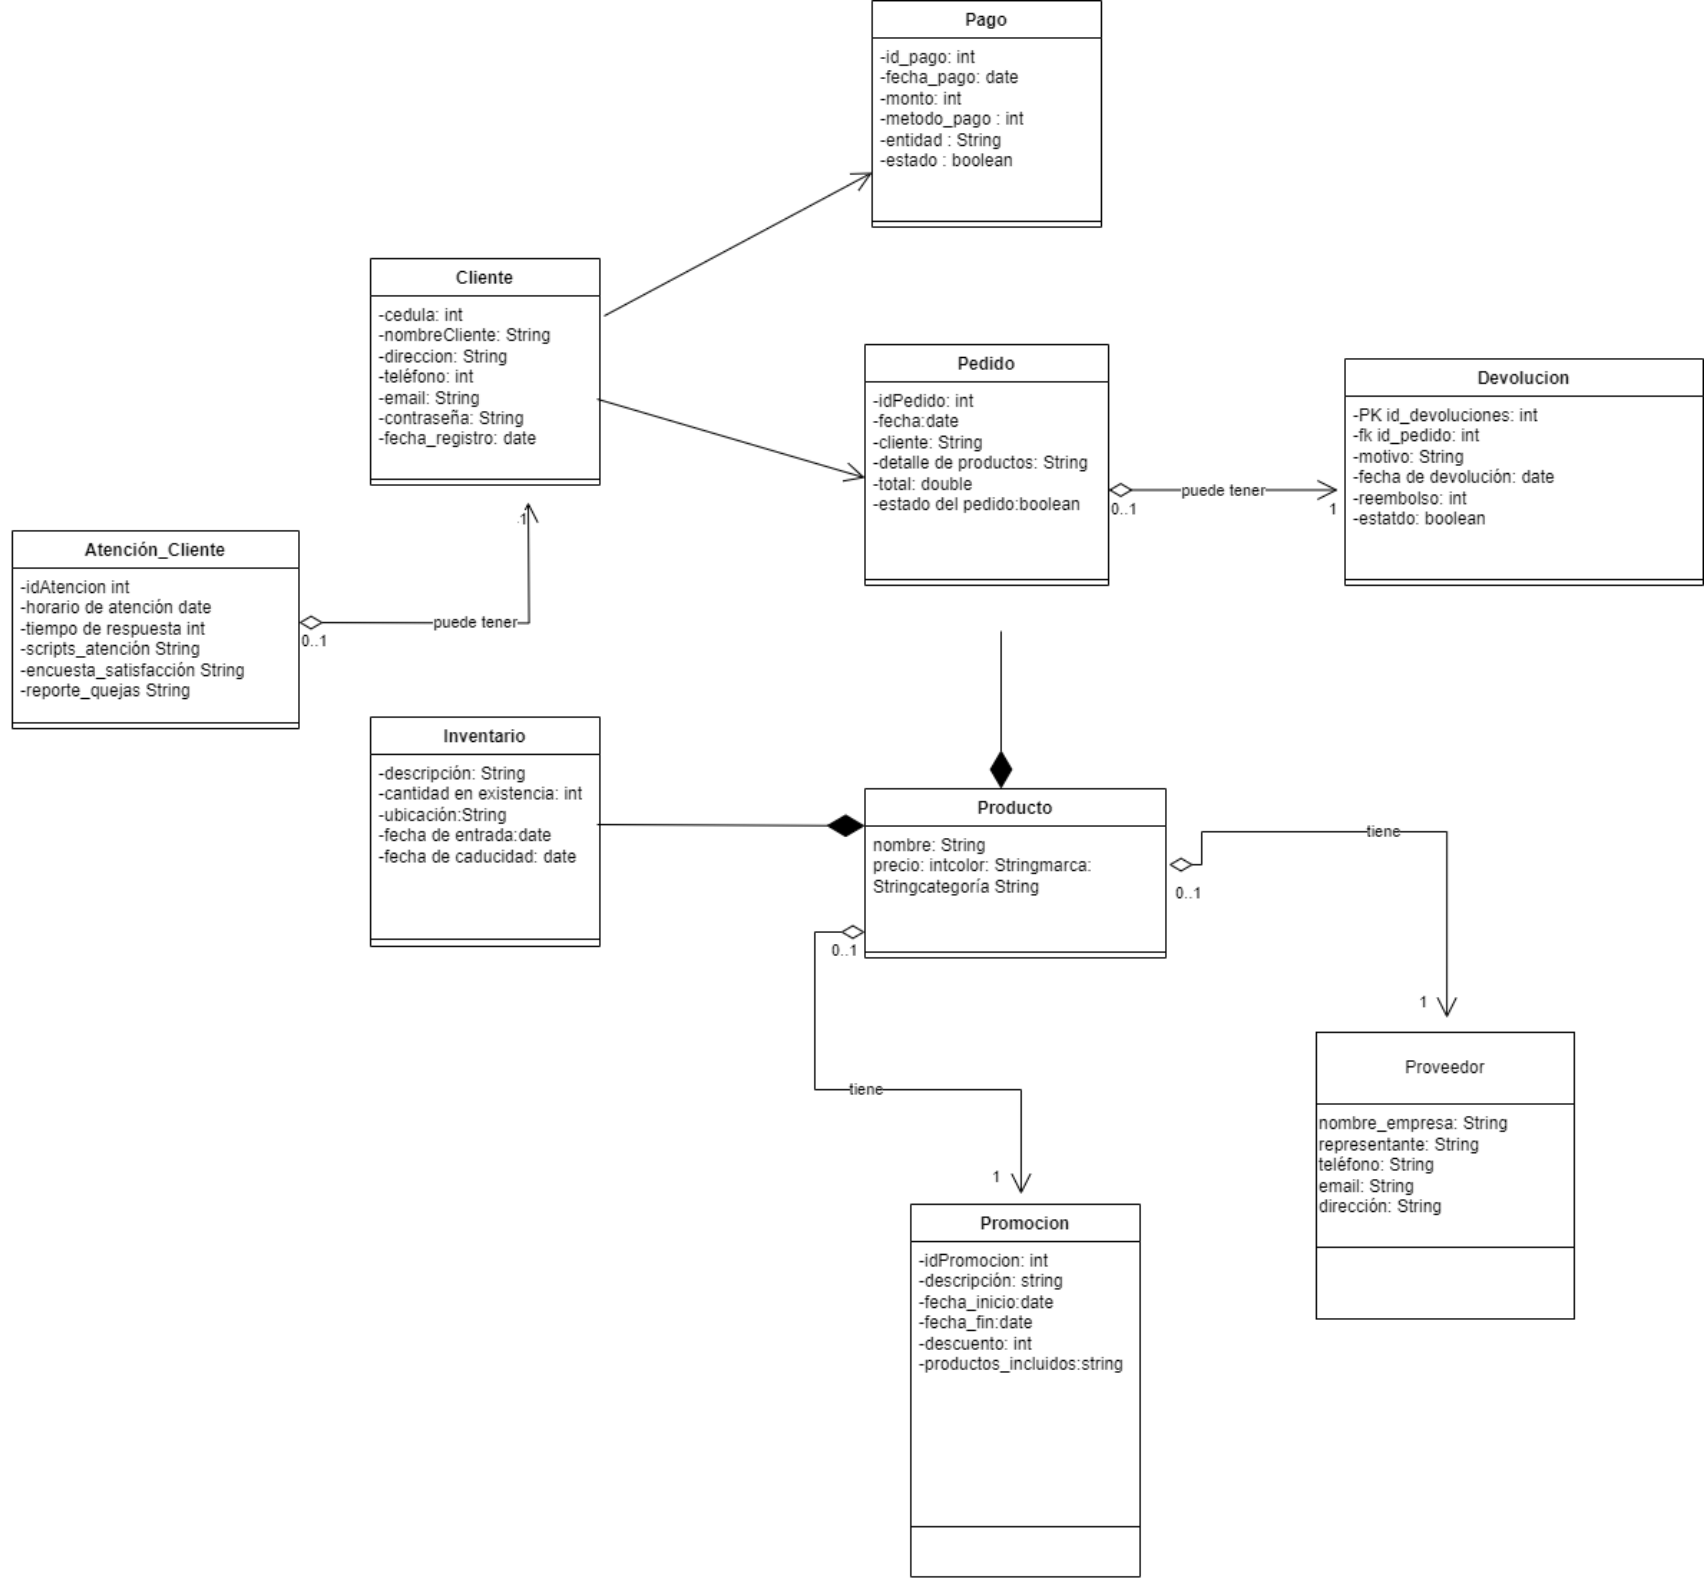 Pago
-id_pago: int
-fecha_pago: date
-monto: int
-metodo_pago : int
-entidad : String
-estado : boolean
Cliente
-cedula: int
-nombreCliente: String
-direccion: String
-teléfono: int
-email: String
-contraseña: String
-fecha_registro: date
Pedido
-idPedido: int
-fecha:date
-cliente: String
-detalle de productos: String
-total: double
-estado del pedido:boolean
puede tener
0..1
1
Devolucion
-PK id_devoluciones: int
-fk id_pedido: int
-motivo: String
-fecha de devolución: date
-reembolso: int
-estatdo: boolean
Atención_Cliente
-idAtencion int
-horario de atención date
-tiempo de respuesta int
-scripts_atención String
-encuesta_satisfacción String
-reporte_quejas String
1
puede tener
0..1
Inventario
-descripción: String
-cantidad en existencia: int
-ubicación:String
-fecha de entrada:date
-fecha de caducidad: date
Producto
nombre: String
precio: intcolor: Stringmarca:
Stringcategoría String
tiene
0..1
1
0..1
tiene
1
Proveedor
nombre_empresa: String
representante: String
teléfono: String
email: String
dirección: String
Promocion
-idPromocion: int
-descripción: string
-fecha_inicio:date
-fecha_fin:date
-descuento: int
-productos_incluidos:string